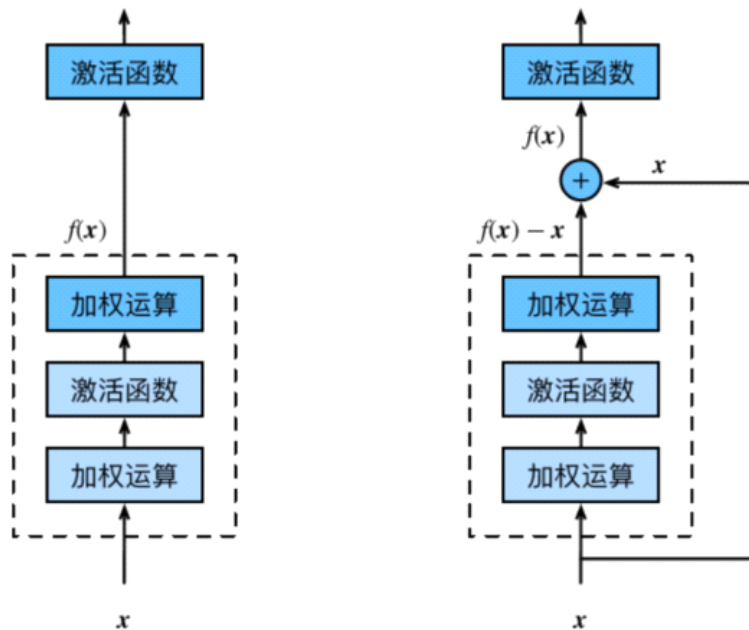 激活函数
f(x)
加权运算
激活函数
加权运算
x
激活函数
f(x)
+
x
f(x) − x
加权运算
激活函数
加权运算
x